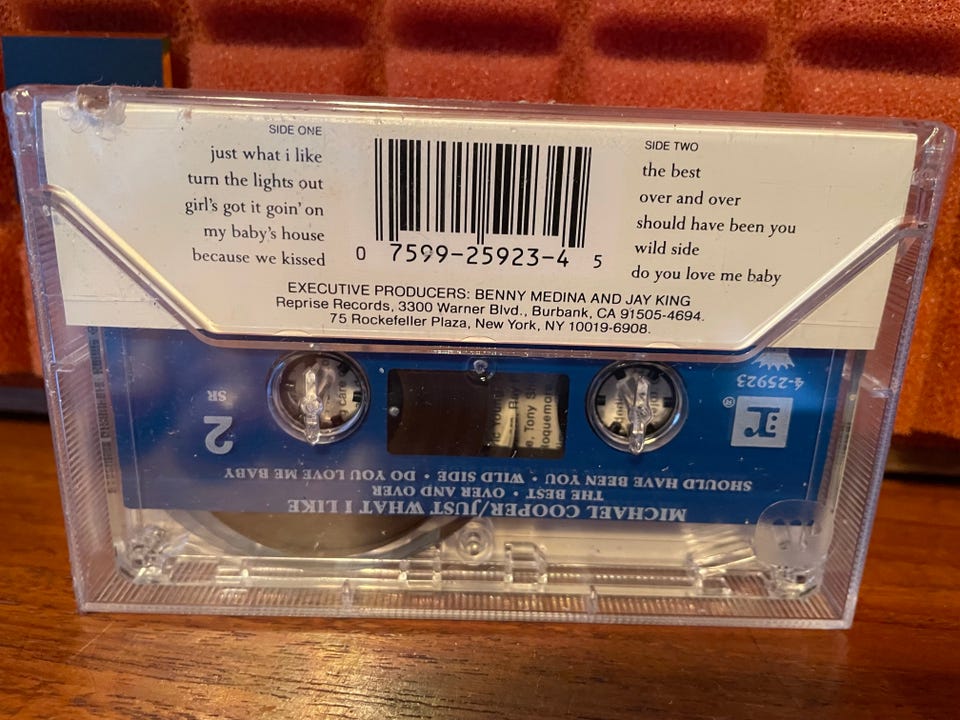 SIDE ONE
just what i like
turn the lights out
girl's got it goin' on
my baby's house
because we kissed
0 7599-25923-4 5
SIDE TWO
the best
over and over
should have been you
wild side
do you love me baby
EXECUTIVE PRODUCERS: BENNY MEDINA AND JAY KING
Reprise Records, 3300 Warner Blvd., Burbank, CA 91505-4694.
75 Rockefeller Plaza, New York, NY 10019-6908.
MICHAEL COOPER/JUST WHAT I LIKE
THE BEST • OVER AND OVER
SHOULD HAVE BEEN YOU • WILD SIDE • DO YOU LOVE ME BABY
2
SR
r:
®
4-25923
Tony